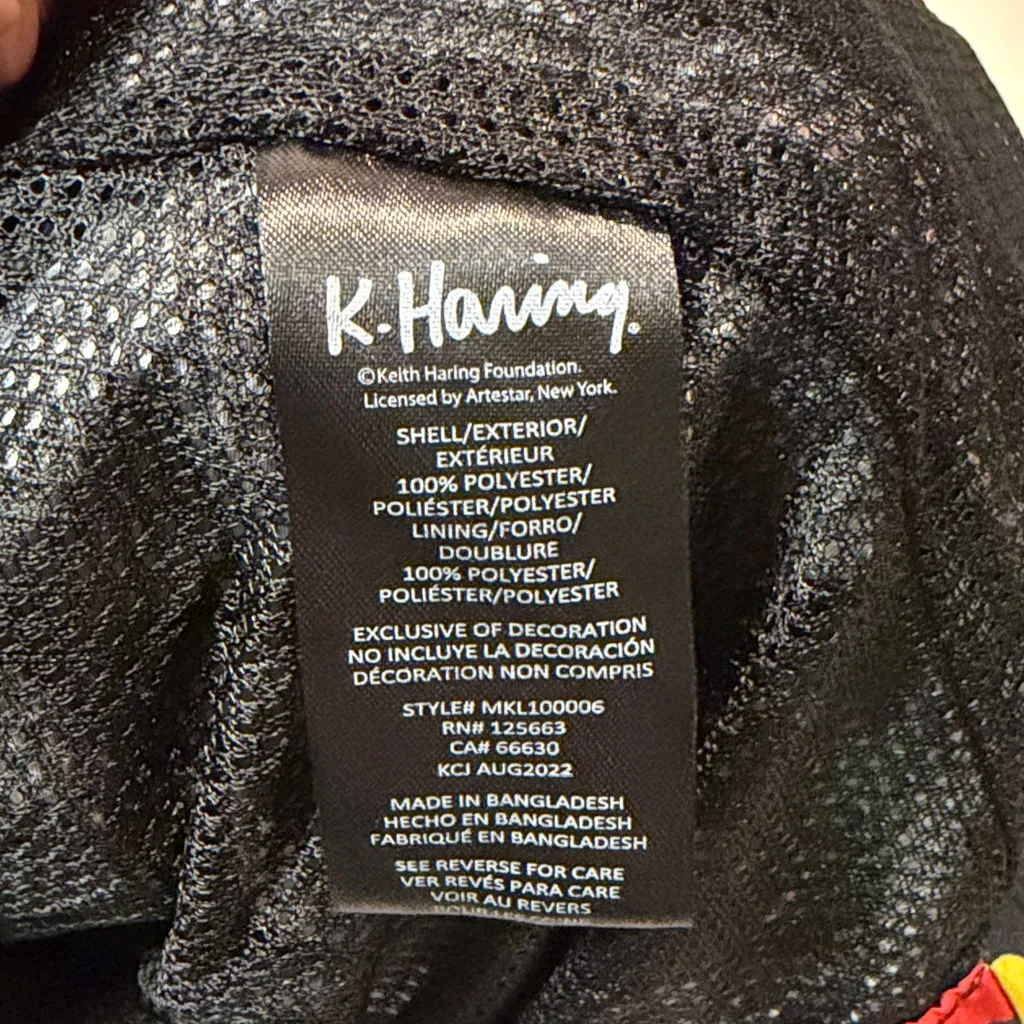 K.Haring.
©Keith Haring Foundation.
Licensed by Artestar, New York.
SHELL/EXTERIOR/
EXTÉRIEUR
100% POLYESTER/
POLIÉSTER/POLYESTER
LINING/FORRO/
DOUBLURE
100% POLYESTER/
POLIÉSTER/POLYESTER
EXCLUSIVE OF DECORATION
NO INCLUYE LA DECORACIÓN
DÉCORATION NON COMPRIS
STYLE# MKL100006
RN# 125663
CA# 66630
KCJ AUG2022
MADE IN BANGLADESH
HECHO EN BANGLADESH
FABRIQUÉ EN BANGLADESH
SEE REVERSE FOR CARE
VER REVÉS PARA CARE
VOIR AU REVERS